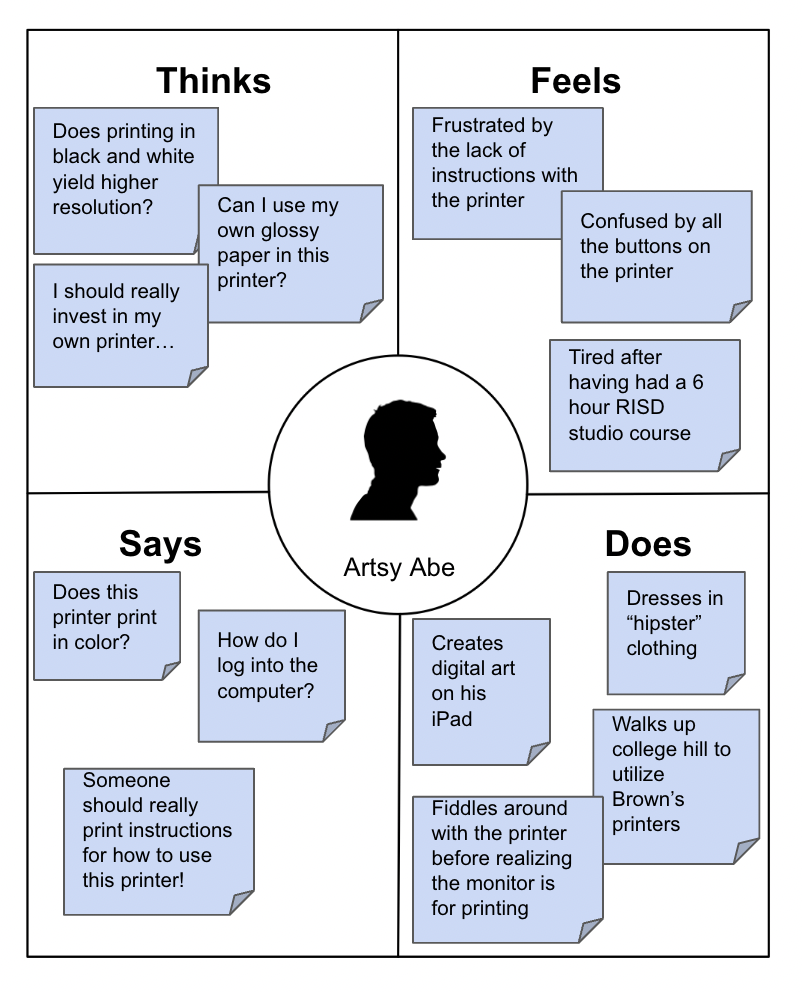 Thinks
Does printing in
black and white
yield higher
resolution?
Can I use my
own glossy
paper in this
printer?
I should really
invest in my
own printer…
Feels
Frustrated by
the lack of
instructions with
the printer
Confused by all
the buttons on
the printer
Tired after
having had a 6
hour RISD
studio course
Artsy Abe
Says
Does this
printer print
in color?
How do I
log into the
computer?
Someone
should really
print instructions
for how to use
this printer!
Does
Dresses in
“hipster”
clothing
Creates
digital art
on his
iPad
Walks up
college hill to
utilize
Brown’s
printers
Fiddles around
with the printer
before realizing
the monitor is
for printing